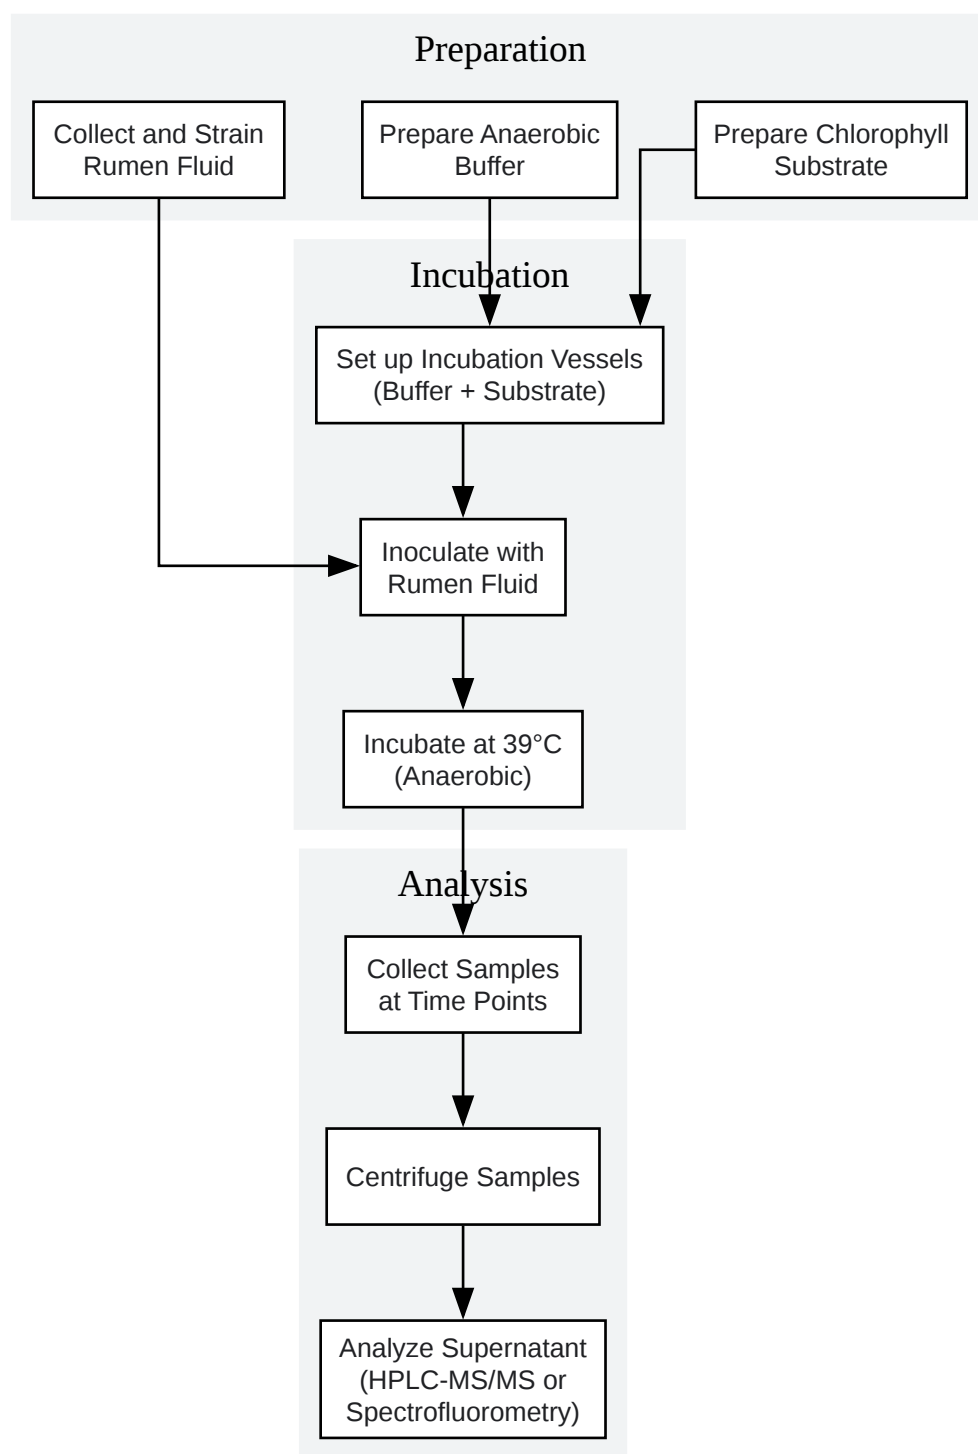 Preparation
Collect and Strain
Rumen Fluid
Prepare Anaerobic
Buffer
Prepare Chlorophyll
Substrate
Incubation
Set up Incubation Vessels
(Buffer + Substrate)
Inoculate with
Rumen Fluid
Incubate at 39°C
(Anaerobic)
Analysis
Collect Samples
at Time Points
Centrifuge Samples
Analyze Supernatant
(HPLC-MS/MS or
Spectrofluorometry)